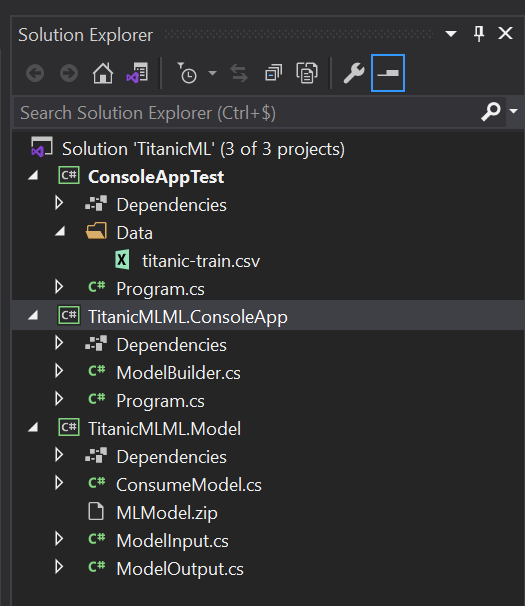 Solution Explorer
Search Solution Explorer (Ctrl+$)
Solution 'TitanicML' (3 of 3 projects)
C# ConsoleAppTest
Dependencies
Data
titanic-train.csv
C# Program.cs
C# TitanicMLML.ConsoleApp
Dependencies
C# ModelBuilder.cs
C# Program.cs
C# TitanicMLML.Model
Dependencies
C# ConsumeModel.cs
MLModel.zip
C# ModelInput.cs
C# ModelOutput.cs